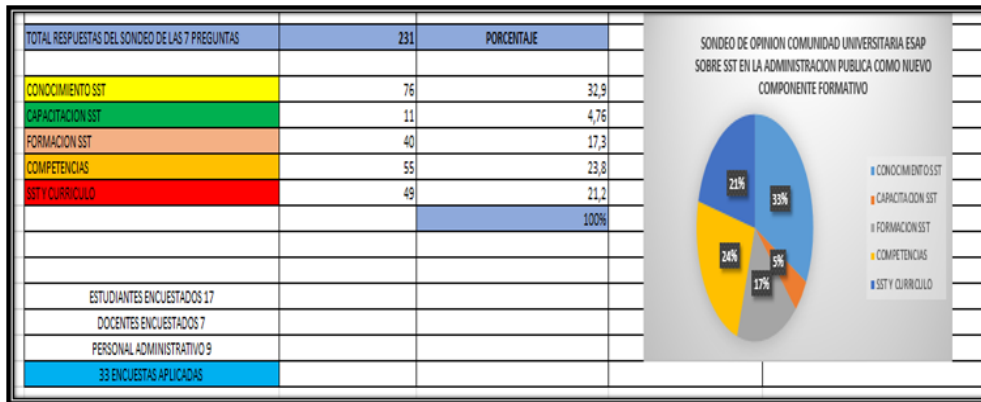 TOTAL RESPUESTAS DEL SONDEO DE LAS 7 PREGUNTAS 231 PORCENTAJE
CONOCIMIENTO SST 76 32,9
CAPACITACION SST 11 4,76
FORMACION SST 40 17,3
COMPETENCIAS 55 23,8
SST Y CURRICULO 49 21,2
100%
ESTUDIANTES ENCUESTADOS 17
DOCENTES ENCUESTADOS 7
PERSONAL ADMINISTRATIVO 9
33 ENCUESTAS APLICADAS
SONDEO DE OPINION COMUNIDAD UNIVERSITARIA ESAP
SOBRE SST EN LA ADMINISTRACION PUBLICA COMO NUEVO
COMPONENTE FORMATIVO
21%
33%
24%
5%
17%
CONOCIMIENTO SST
CAPACITACION SST
FORMACION SST
COMPETENCIAS
SST Y CURRICULO